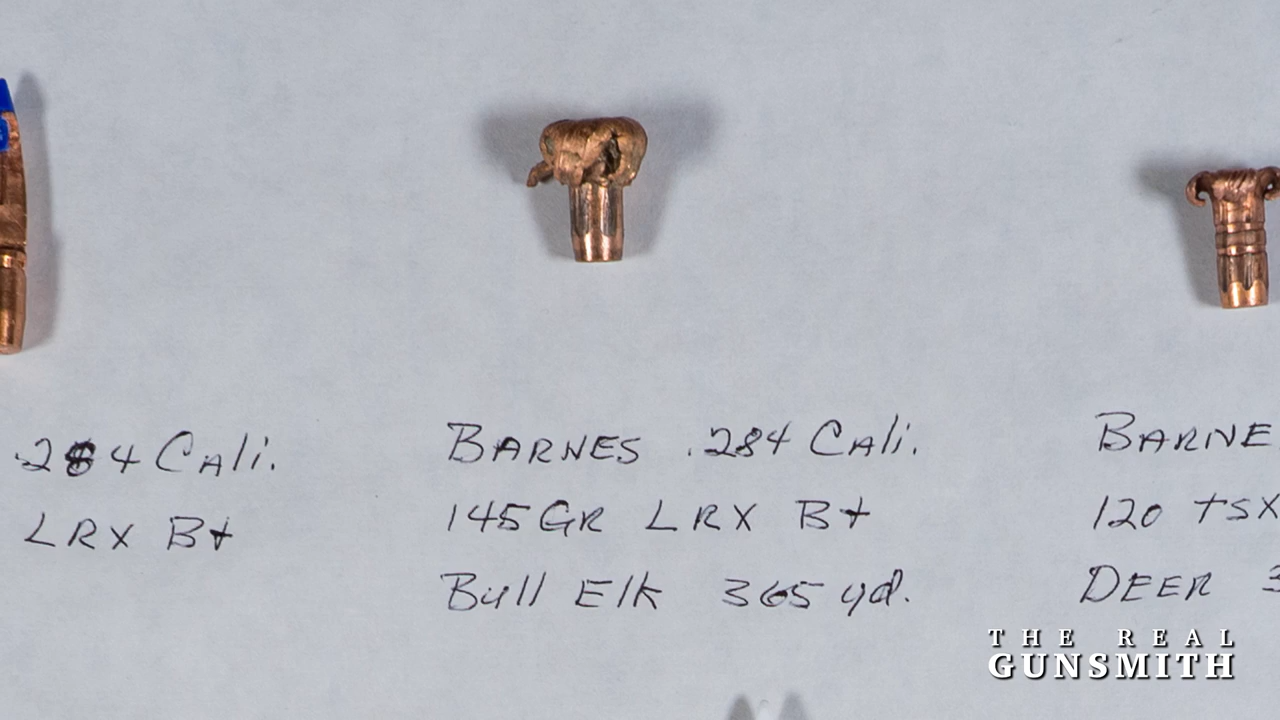 .284 Cali.
LRX Bt
BARNES .284 Cali.
145 GR LRX Bt
Bull Elk 365 yd.
BARNE
120 tSX
DEER 3
THE REAL
GUNSMITH